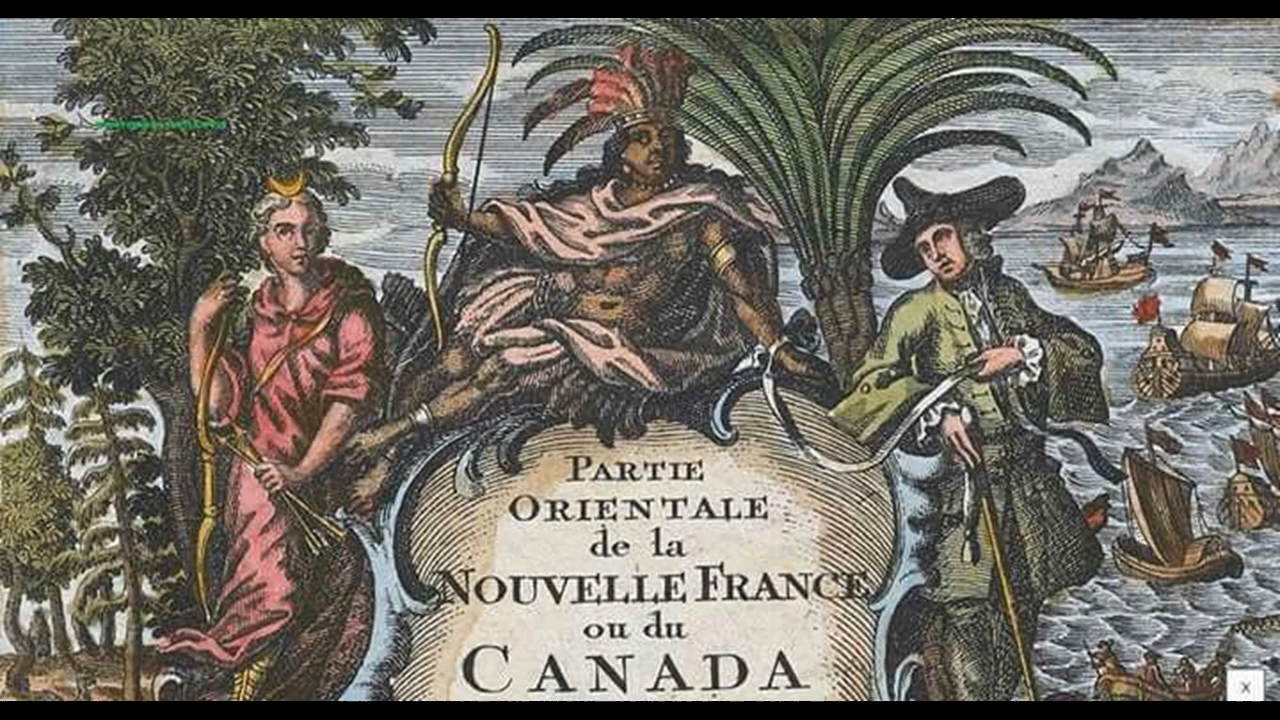 PARTIE
ORIENTALE
de la
NOUVELLE FRANCE
ou du
CANADA
X